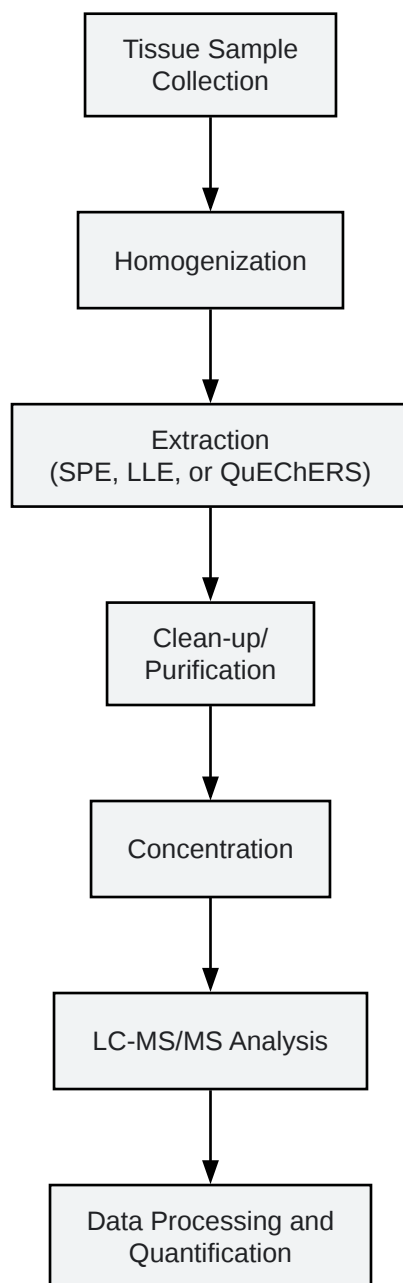 Tissue Sample
Collection
Homogenization
Extraction
(SPE, LLE, or QuEChERS)
Clean-up/
Purification
Concentration
LC-MS/MS Analysis
Data Processing and
Quantification